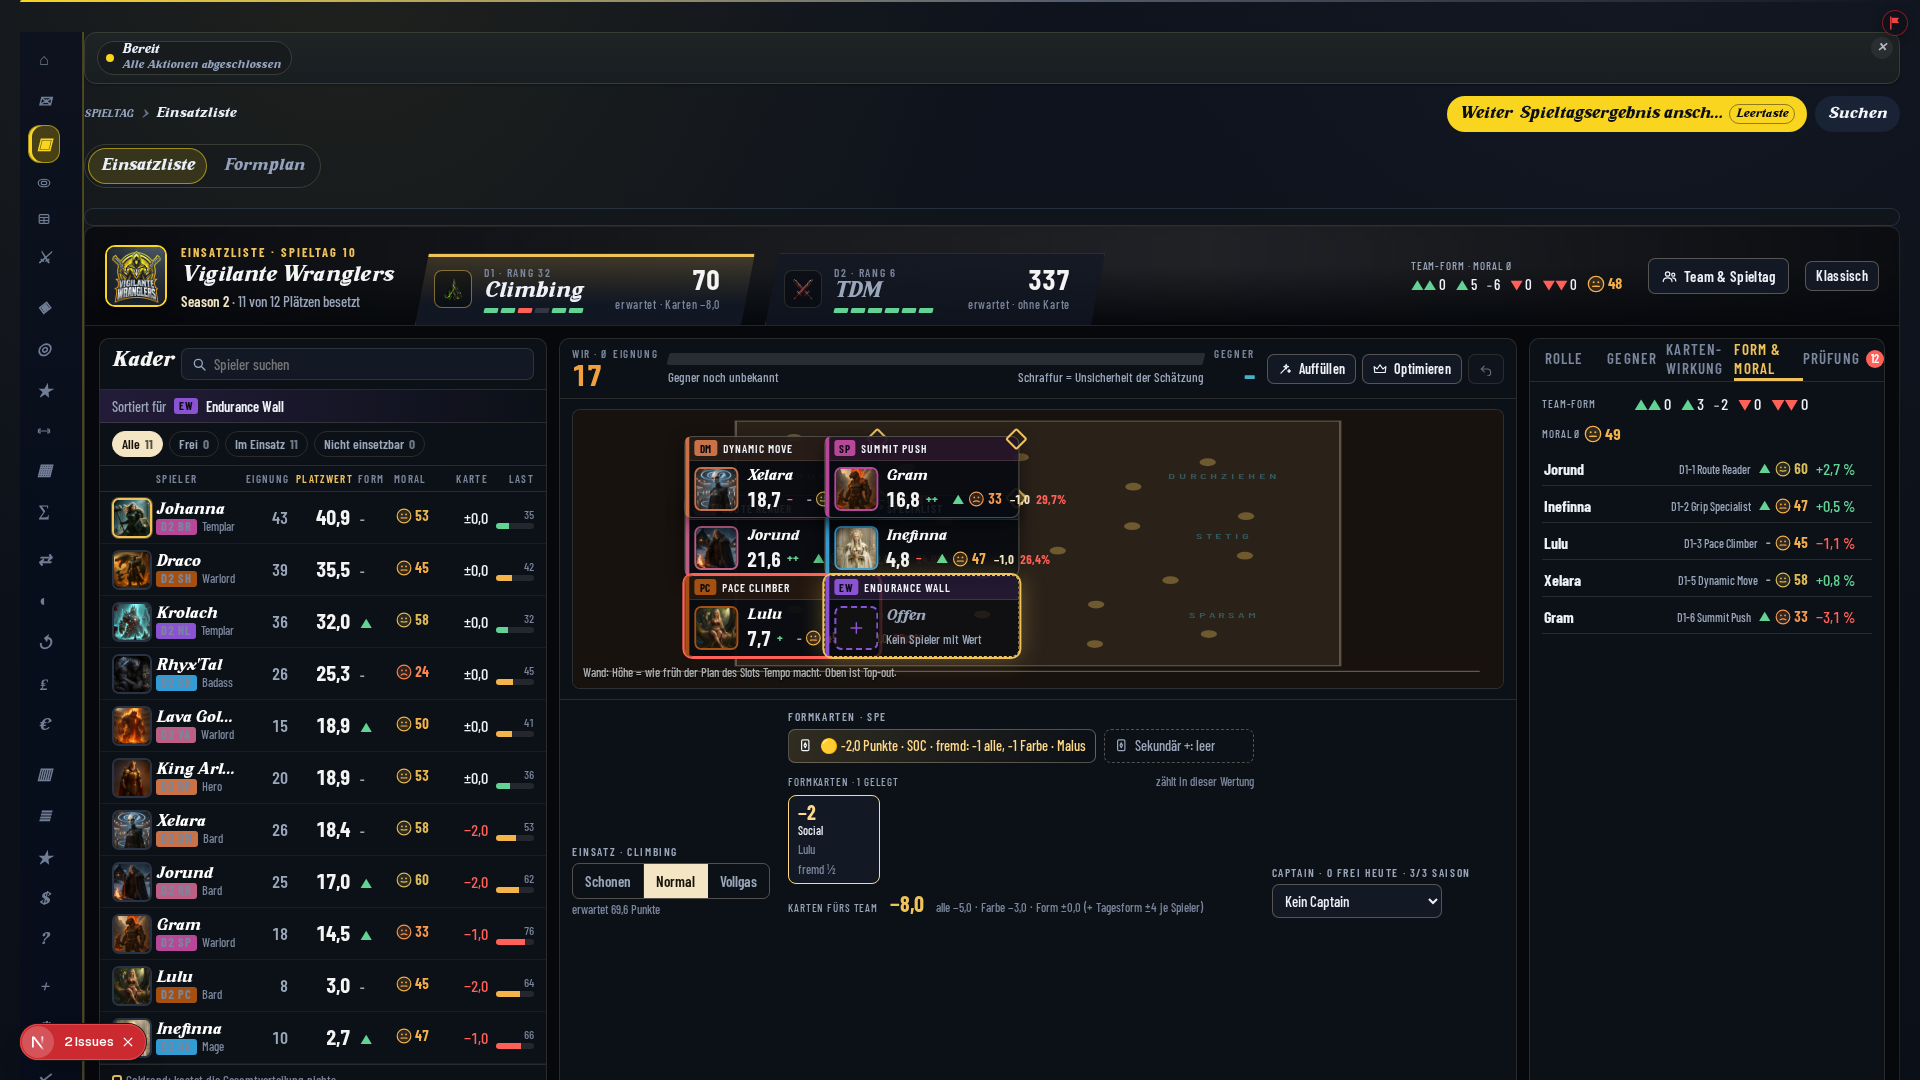 Bereit
Alle Aktionen abgeschlossen
SPIELTAG › Einsatzliste
Weiter Spieltagsergebnis ansch... Leertaste
Suchen
Einsatzliste
Formplan
EINSATZLISTE · SPIELTAG 10
Vigilante Wranglers
Season 2 · 11 von 12 Plätzen besetzt
D1 · RANG 32
Climbing
70
erwartet · Karten −8,0
D2 · RANG 6
TDM
337
erwartet · ohne Karte
TEAM-FORM · MORAL Ø
▲▲ 0 ▲ 5 - 6 ▼ 0 ▼▼ 0 48
Team & Spieltag
Klassisch
Kader
Spieler suchen
Sortiert für EW Endurance Wall
Alle 11
Frei 0
Im Einsatz 11
Nicht einsetzbar 0
SPIELER EIGNUNG PLATZWERT FORM MORAL KARTE LAST
Johanna Templar 43 40,9 - 53 ±0,0 35
Draco D2 SH Warlord 39 35,5 - 45 ±0,0 42
Krolach Templar 36 32,0 ▲ 58 ±0,0 32
Rhyx'Tal Badass 26 25,3 - 24 ±0,0 45
Lava Gol... Warlord 15 18,9 ▲ 50 ±0,0 41
King Arl... Hero 20 18,9 - 53 ±0,0 36
Xelara Bard 26 18,4 - 58 −2,0 53
Jorund Bard 25 17,0 ▲ 60 −2,0 62
Gram D2 SP Warlord 18 14,5 ▲ 33 −1,0 76
Lulu D2 PC Bard 8 3,0 - 45 −2,0 64
Inefinna Mage 10 2,7 ▲ 47 −1,0 66
WIR · Ø EIGNUNG
17
Gegner noch unbekannt
Schraffur = Unsicherheit der Schätzung
GEGNER
–
Auffüllen
Optimieren
DM DYNAMIC MOVE
Xelara
18,7 − -
SP SUMMIT PUSH
Gram
16,8 ++ ▲ 33 −1,0 29,7%
Jorund
21,6 ++ ▲
Inefinna
4,8 − ▲ 47 −1,0 26,4%
PC PACE CLIMBER
Lulu
7,7 + -
EW ENDURANCE WALL
Offen
Kein Spieler mit Wert
DURCHZIEHEN
STETIG
SPARSAM
Wand: Höhe = wie früh der Plan des Slots Tempo macht. Oben ist Top-out.
FORMKARTEN · SPE
-2,0 Punkte · SOC · fremd: -1 alle, -1 Farbe · Malus
Sekundär +: leer
FORMKARTEN · 1 GELEGT
zählt in dieser Wertung
−2
Social
Lulu
fremd ½
EINSATZ · CLIMBING
Schonen
Normal
Vollgas
erwartet 69,6 Punkte
KARTEN FÜRS TEAM −8,0 alle −5,0 · Farbe −3,0 · Form ±0,0 (+ Tagesform ±4 je Spieler)
CAPTAIN · 0 FREI HEUTE · 3/3 SAISON
Kein Captain
ROLLE
GEGNER
KARTEN-WIRKUNG
FORM & MORAL
PRÜFUNG 12
TEAM-FORM ▲▲ 0 ▲ 3 - 2 ▼ 0 ▼▼ 0
MORAL Ø 49
Jorund D1-1 Route Reader ▲ 60 +2,7 %
Inefinna D1-2 Grip Specialist ▲ 47 +0,5 %
Lulu D1-3 Pace Climber - 45 −1,1 %
Xelara D1-5 Dynamic Move - 58 +0,8 %
Gram D1-6 Summit Push ▲ 33 −3,1 %
2 Issues